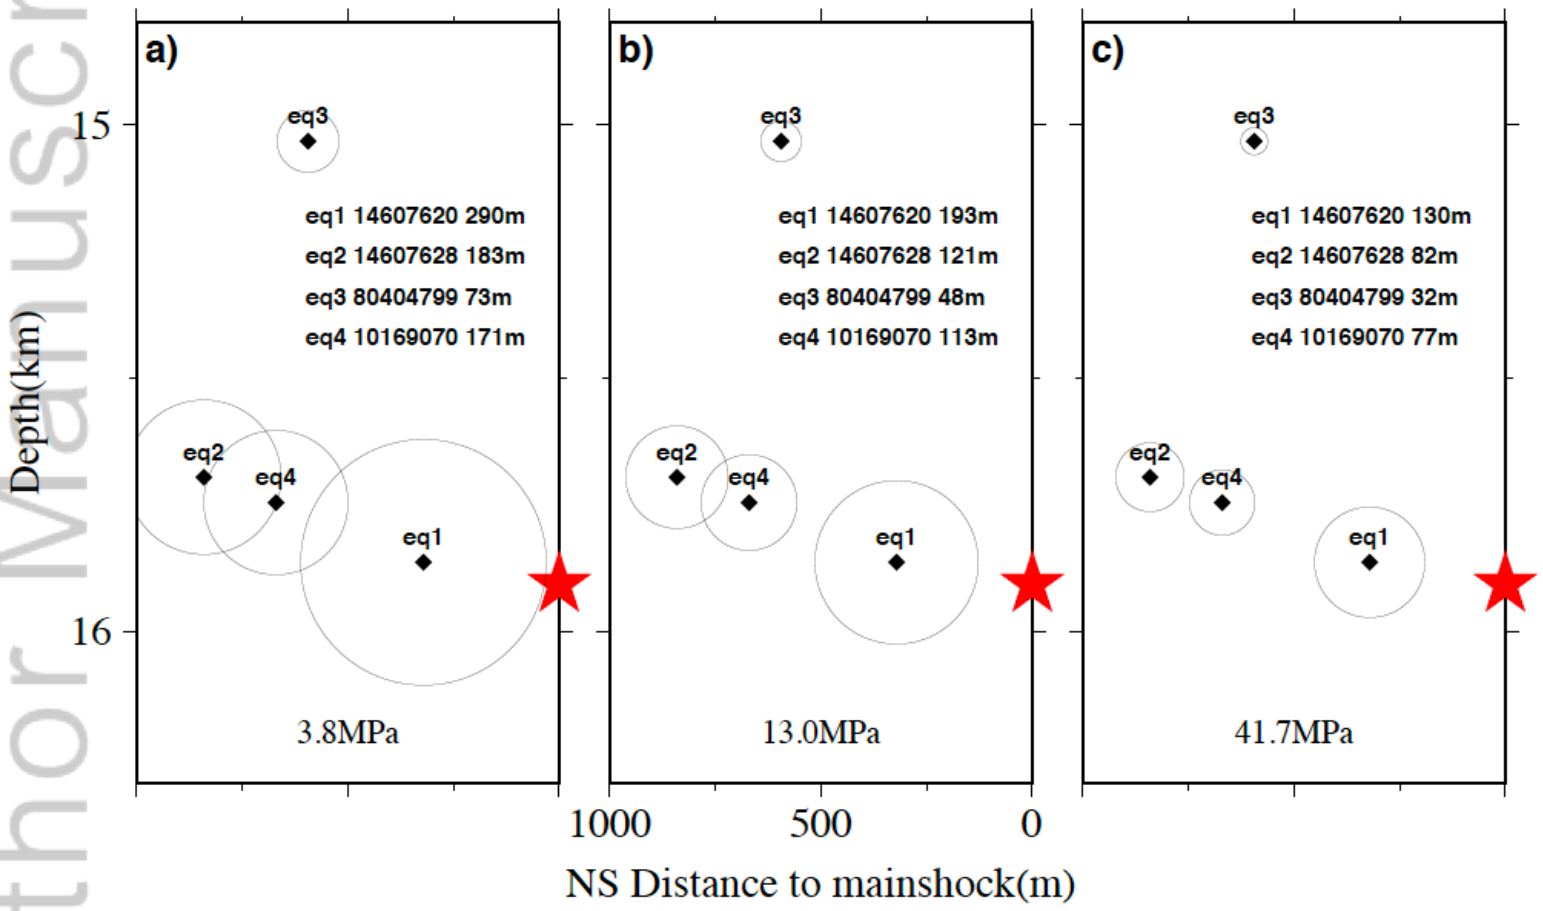 thor Manuscr
Depth(km)
15
16
a)
eq3
eq1 14607620 290m
eq2 14607628 183m
eq3 80404799 73m
eq4 10169070 171m
eq2
eq4
eq1
3.8MPa
b)
eq3
eq1 14607620 193m
eq2 14607628 121m
eq3 80404799 48m
eq4 10169070 113m
eq2
eq4
eq1
13.0MPa
c)
eq3
eq1 14607620 130m
eq2 14607628 82m
eq3 80404799 32m
eq4 10169070 77m
eq2
eq4
eq1
41.7MPa
1000 500 0
NS Distance to mainshock(m)